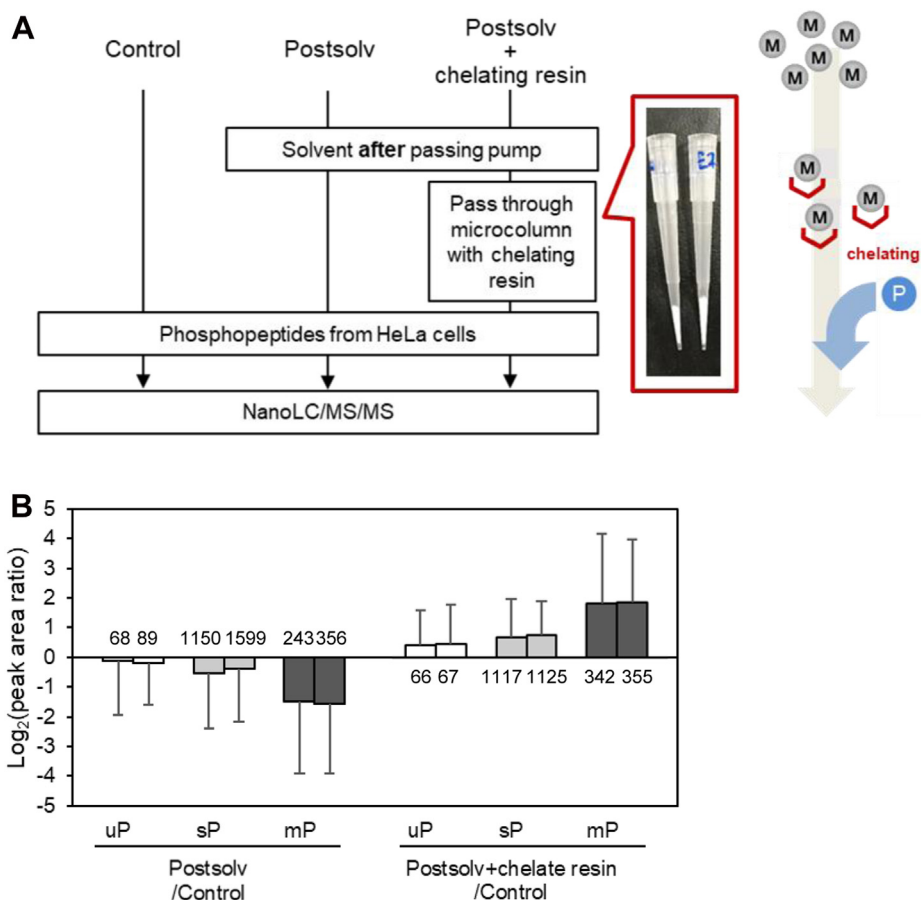 A
Control
Postsolv
Postsolv
+
chelating resin
Solvent after passing pump
Pass through
microcolumn
with chelating
resin
Phosphopeptides from HeLa cells
NanoLC/MS/MS
M
M
M
M
M
M
M
M
M
chelating
P
B
Log2(peak area ratio)
5
4
3
2
1
0
-1
-2
-3
-4
-5
68 89 1150 1599 243 356
66 67 1117 1125 342 355
uP sP mP uP sP mP
Postsolv
/Control
Postsolv+chelate resin
/Control